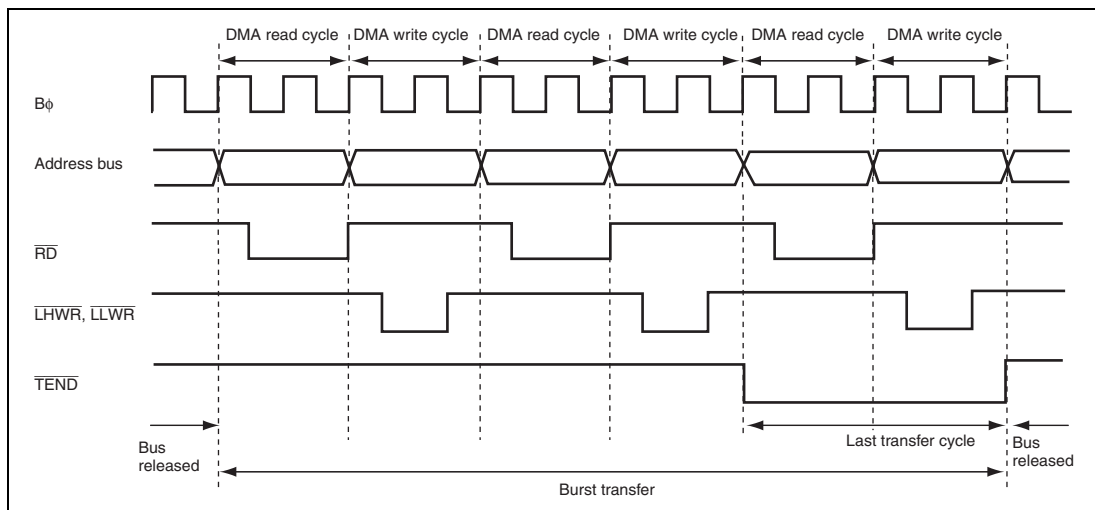 DMA read cycle DMA write cycle DMA read cycle DMA write cycle DMA read cycle DMA write cycle
Bφ
Address bus
RD
LHWR, LLWR
TEND
Bus released
Last transfer cycle
Bus released
Burst transfer